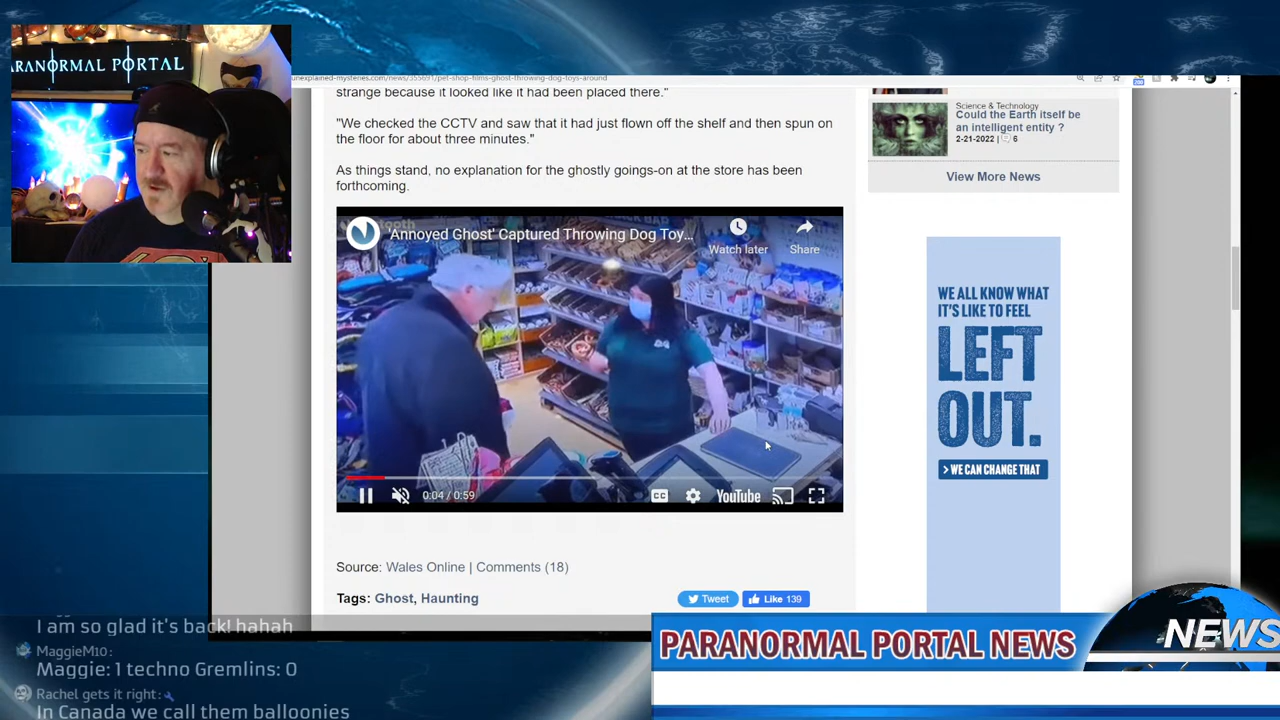 PARANORMAL PORTAL
unexplained-mysteries.com/news/355691/pet-shop-films-ghost-throwing-dog-toys-around
strange because it looked like it had been placed there."
"We checked the CCTV and saw that it had just flown off the shelf and then spun on
the floor for about three minutes."
As things stand, no explanation for the ghostly goings-on at the store has been
forthcoming.
'Annoyed Ghost' Captured Throwing Dog Toy...
Watch later
Share
0:04 / 0:59
CC
YouTube
Source: Wales Online | Comments (18)
Tags: Ghost, Haunting
Tweet
Like 139
Science & Technology
Could the Earth itself be
an intelligent entity ?
2-21-2022 | 6
View More News
WE ALL KNOW WHAT
IT'S LIKE TO FEEL
LEFT
OUT.
> WE CAN CHANGE THAT
I am so glad it's back! hahah
MaggieM10:
Maggie: 1 techno Gremlins: 0
Rachel gets it right:
In Canada we call them balloonies
PARANORMAL PORTAL NEWS
NEWS